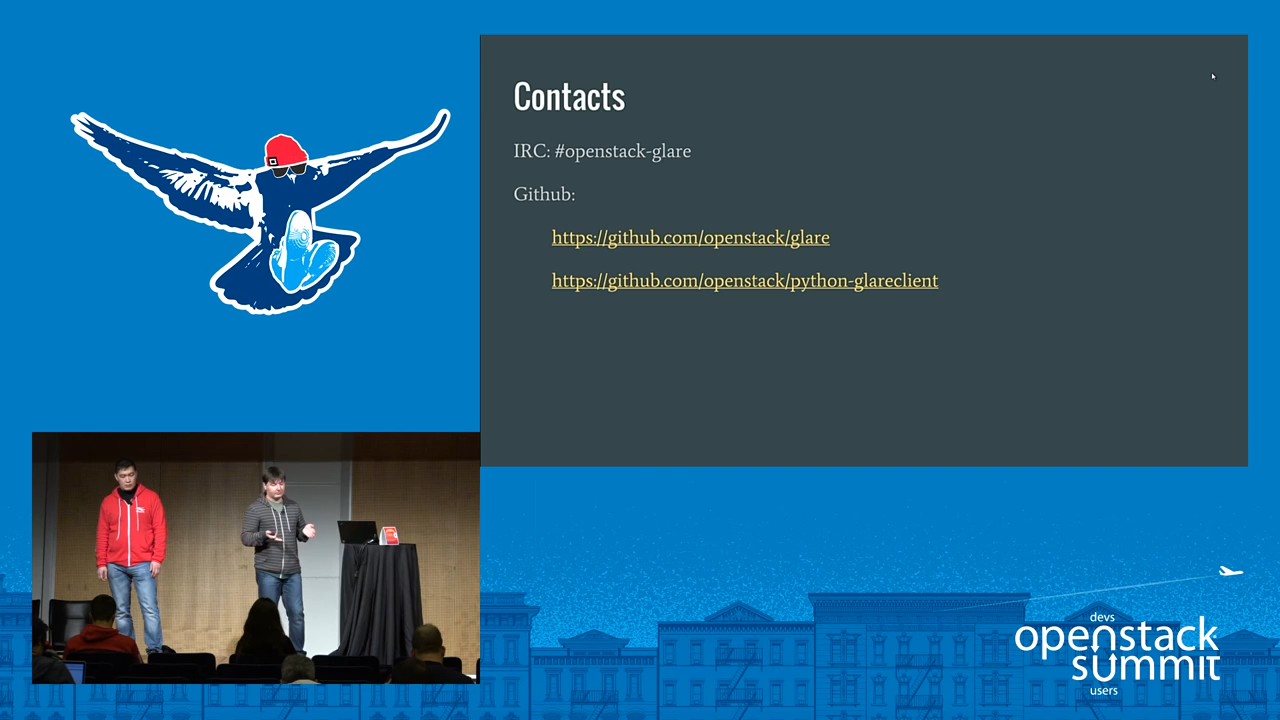 Contacts
IRC: #openstack-glare
Github:
https://github.com/openstack/glare
https://github.com/openstack/python-glareclient
devs
openstack
summit
users